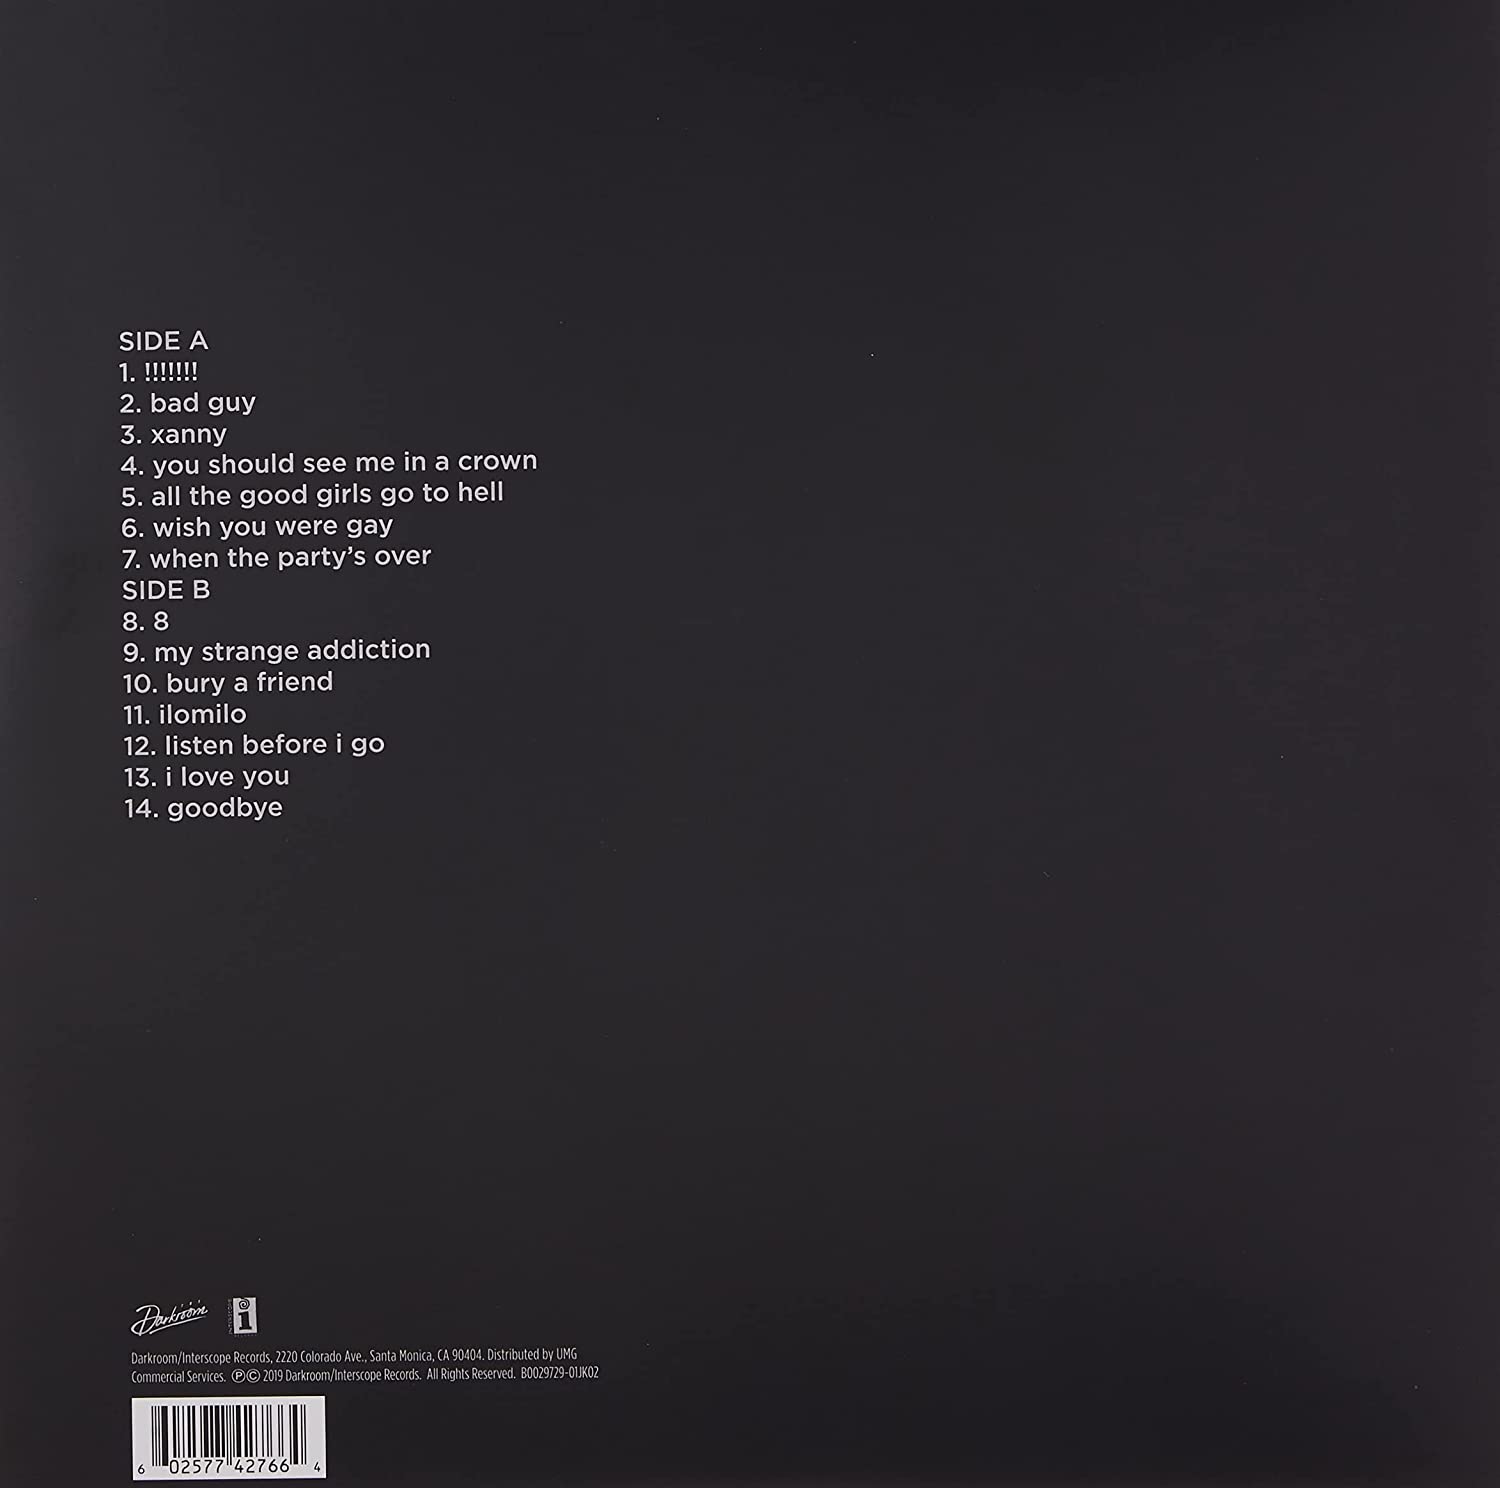 SIDE A
1. !!!!!!!
2. bad guy
3. xanny
4. you should see me in a crown
5. all the good girls go to hell
6. wish you were gay
7. when the party’s over
SIDE B
8. 8
9. my strange addiction
10. bury a friend
11. ilomilo
12. listen before i go
13. i love you
14. goodbye
Darkroom i
Darkroom/Interscope Records, 2220 Colorado Ave., Santa Monica, CA 90404. Distributed by UMG
Commercial Services. ℗© 2019 Darkroom/Interscope Records. All Rights Reserved. B0029729-01JK02
6 02577 42766 4